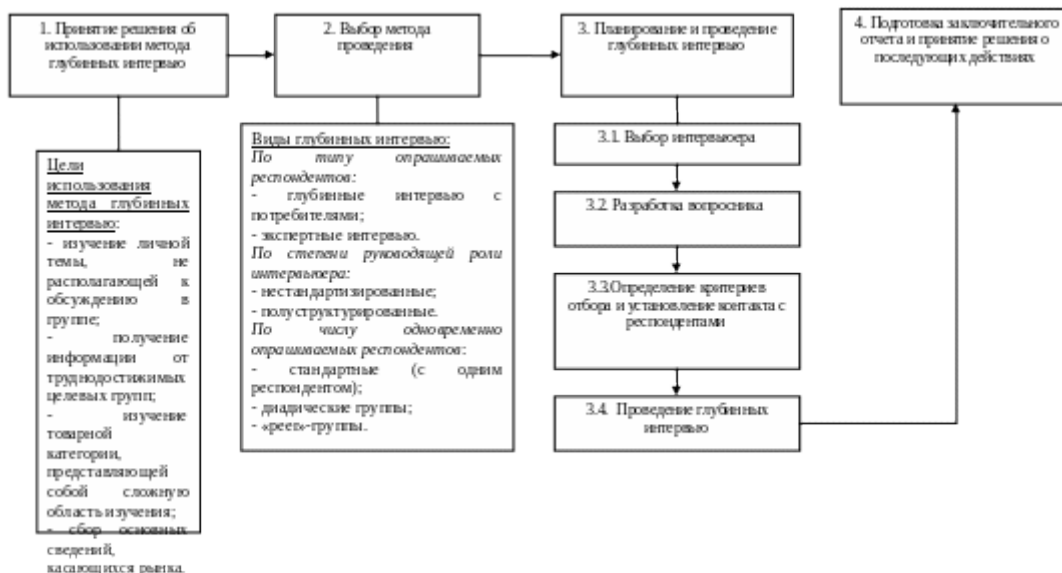 1. Принятие решения об
использовании метода
глубинных интервью
2. Выбор метода
проведения
3. Планирование и проведение
глубинных интервью
4. Подготовка заключительного
отчета и принятие решения о
последующих действиях
Цели
использования
метода глубинных
интервью:
- изучение личной
темы, не
располагающей к
обсуждению в
группе;
- получение
информации от
труднодостижимых
целевых групп;
- изучение
товарной
категории,
представляющей
собой сложную
область изучения;
- сбор основных
сведений,
касающихся рынка.
Виды глубинных интервью:
По типу опрашиваемых
респондентов:
- глубинные интервью с
потребителями;
- экспертные интервью.
По степени руководящей роли
интервьюера:
- нестандартизированные;
- полуструктурированные.
По числу одновременно
опрашиваемых респондентов:
- стандартные (с одним
респондентом);
- диадические группы;
- «peer»-группы.
3.1. Выбор интервьюера
3.2. Разработка вопросника
3.3.Определение критериев
отбора и установление контакта с
респондентами
3.4. Проведение глубинных
интервью